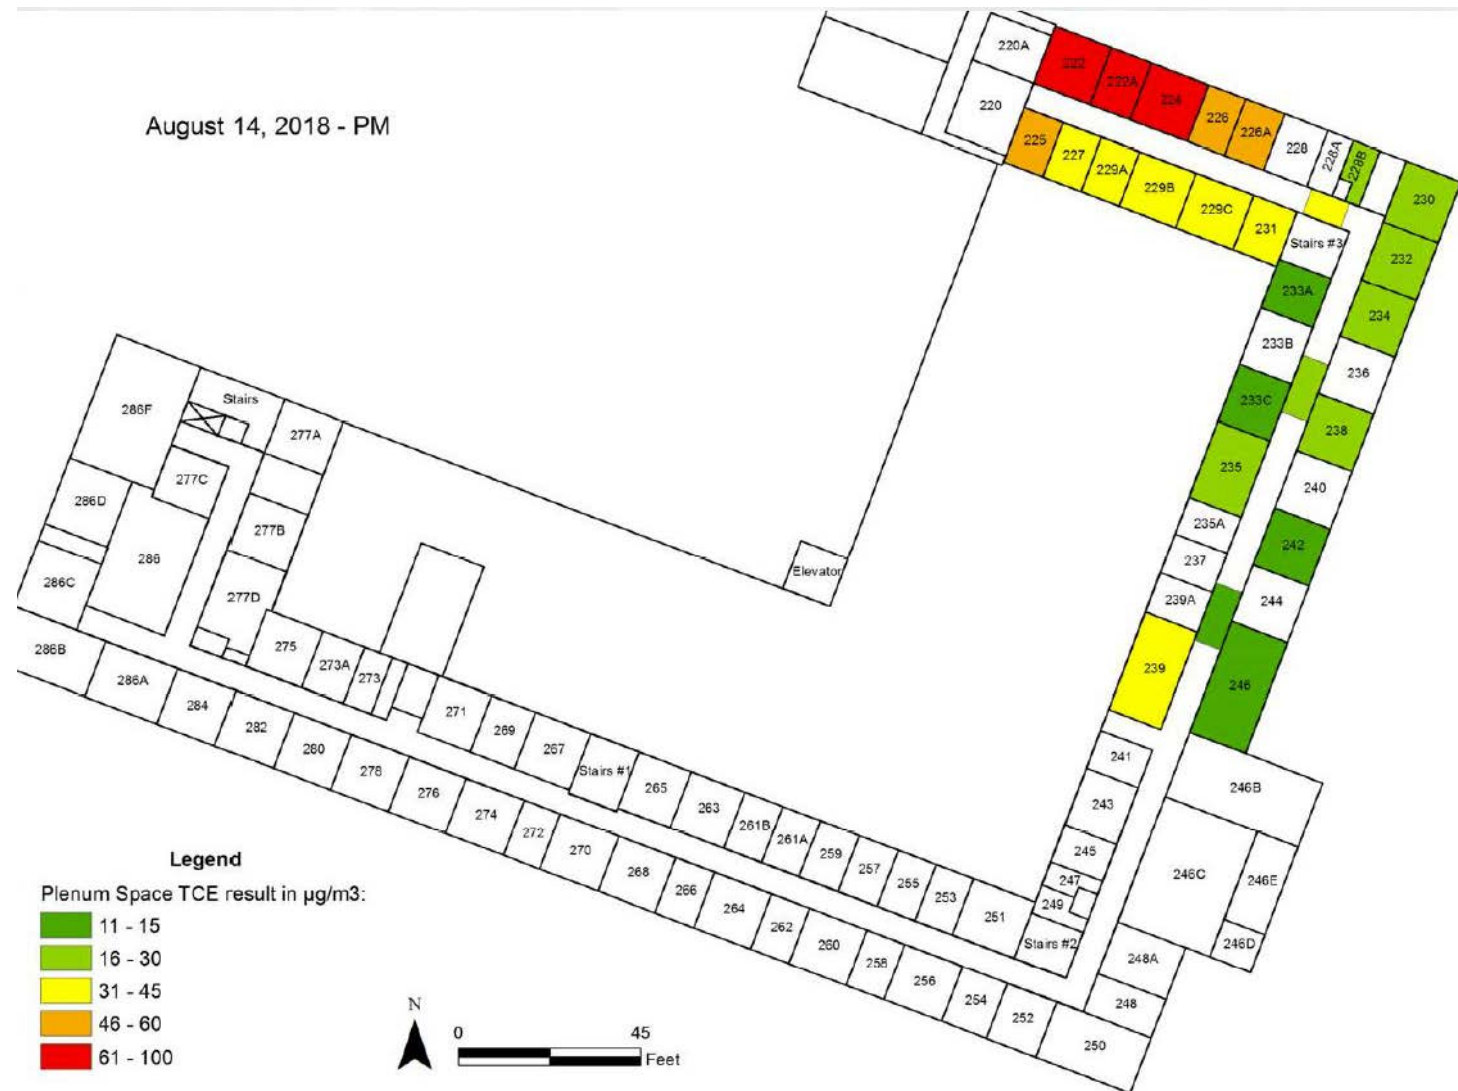 August 14, 2018 - PM
220A
222
222A
224
226
226A
228
228A
228B
230
220
225
227
229A
229B
229C
231
Stairs #3
232
233A
234
233B
236
233C
238
235
240
235A
242
237
239A
244
239
246
241
246B
243
245
247
249
246C
246E
246D
Stairs #2
248A
248
250
286F
Stairs
277A
277C
286D
277B
286
286C
277D
Elevator
286B
275
273A
273
286A
284
282
280
278
276
274
272
270
268
266
264
262
260
258
256
254
252
271
269
267
Stairs #1
265
263
261B
261A
259
257
255
253
251
Legend
Plenum Space TCE result in µg/m3:
11 - 15
16 - 30
31 - 45
46 - 60
61 - 100
N
0 45
Feet